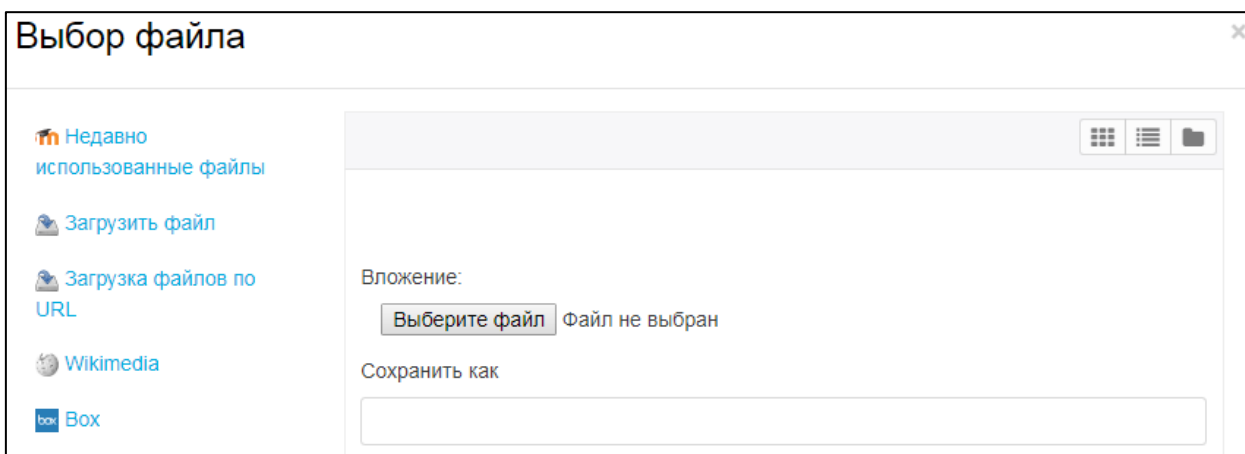 Выбор файла
×
Недавно
использованные файлы
Загрузить файл
Загрузка файлов по
URL
Wikimedia
box Box
Вложение:
Выберите файл Файл не выбран
Сохранить как